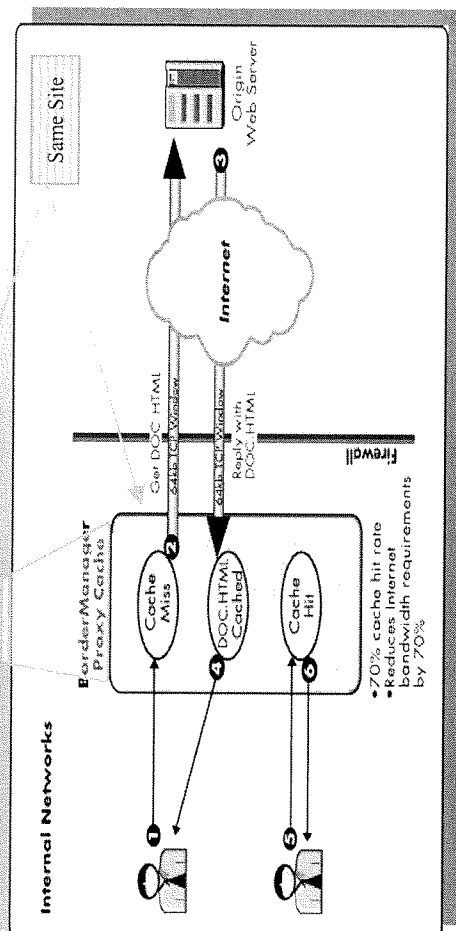 Same Site
Internal Networks
BorderManager
Proxy Cache
1
Cache
Miss
2
Get DOC.HTML
64kb TCP Window
Internet
Origin
Web Server
3
64kb TCP Window
Reply with
DOC.HTML
4
DOC.HTML
Cached
5
Cache
Hit
6
Firewall
•70% cache hit rate
•Reduces Internet
bandwidth requirements
by 70%